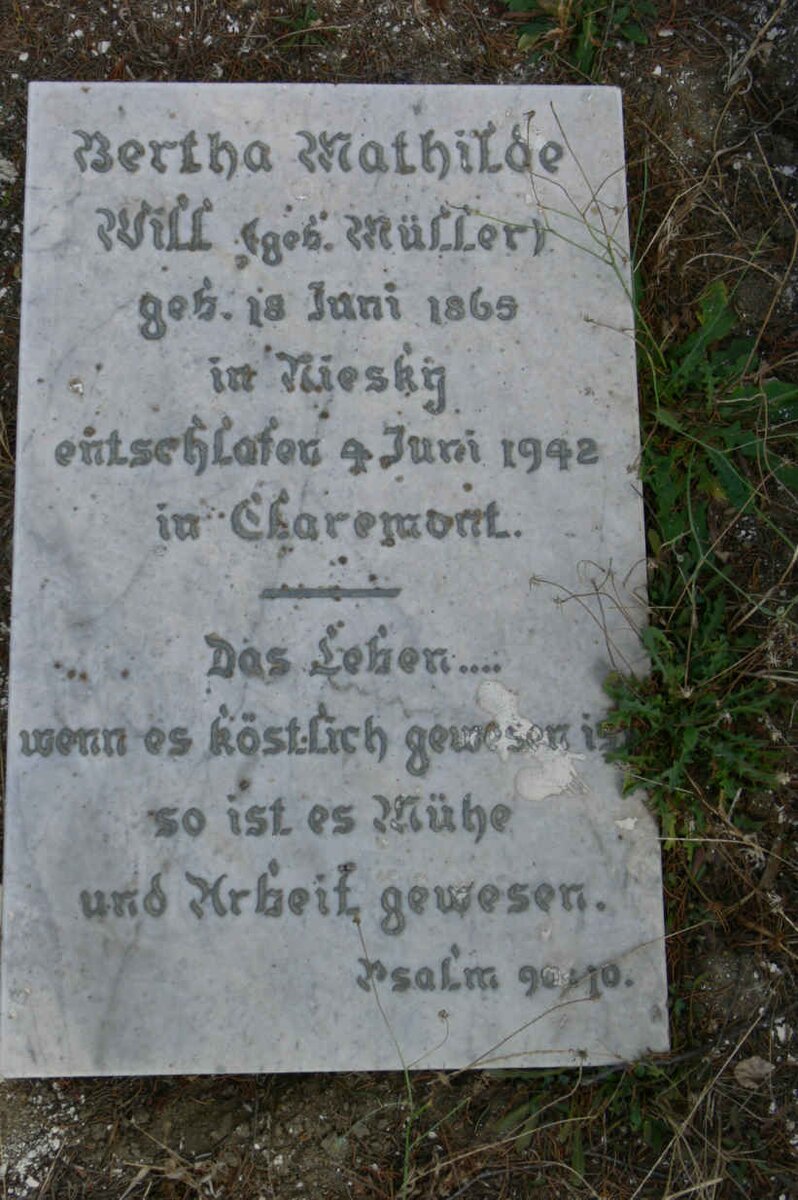 Bertha Mathilde
Will (geb. Müller)
geb. 18 Juni 1865
in Niesky
entschlafen 4 Juni 1942
in Claremont.
Das Leben....
wenn es köstlich gewesen
so ist es Mühe
und Arbeit gewesen.
Psalm 90:10.